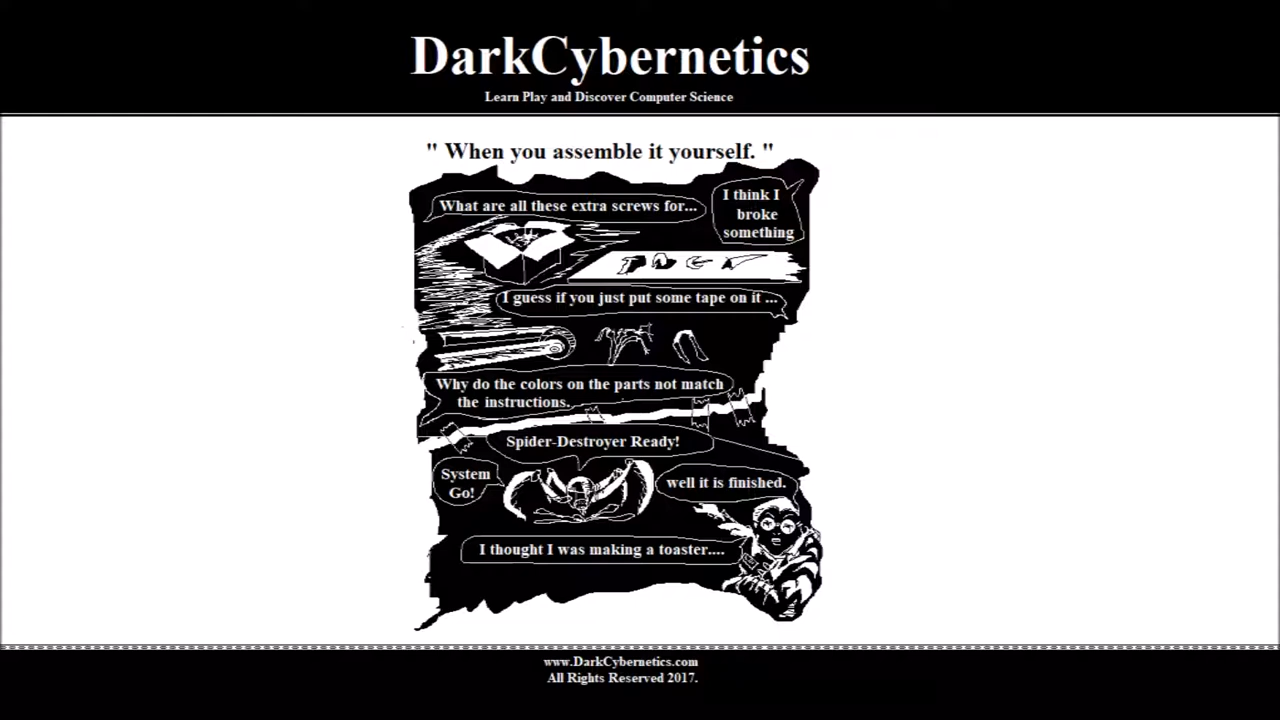 DarkCybernetics
Learn Play and Discover Computer Science
" When you assemble it yourself. "
What are all these extra screws for...
I think I
broke
something
I guess if you just put some tape on it ...
Why do the colors on the parts not match
the instructions.
Spider-Destroyer Ready!
System
Go!
well it is finished.
I thought I was making a toaster....
www.DarkCybernetics.com
All Rights Reserved 2017.